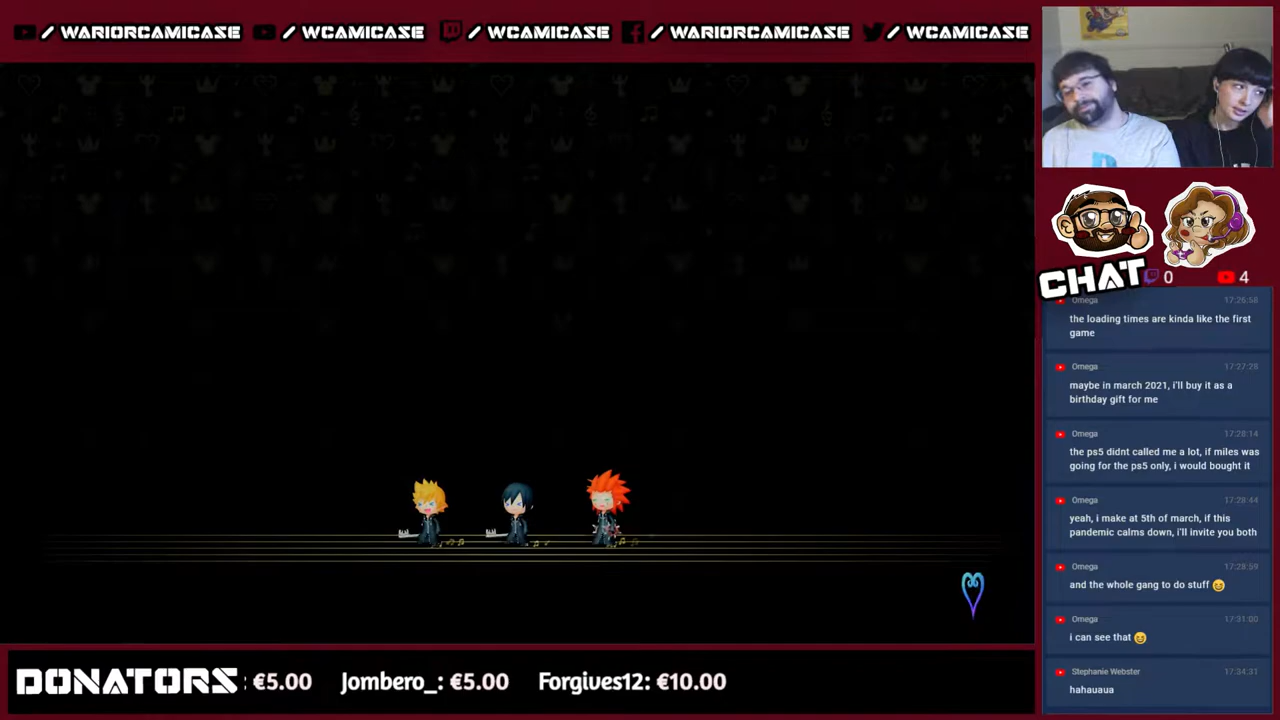 / WARIORCAMICASE / WCAMICASE / WCAMICASE / WARIORCAMICASE / WCAMICASE
CHAT 0 4
Omega 17:26:58
the loading times are kinda like the first
game
Omega 17:27:28
maybe in march 2021, i'll buy it as a
birthday gift for me
Omega 17:28:14
the ps5 didnt called me a lot, if miles was
going for the ps5 only, i would bought it
Omega 17:28:44
yeah, i make at 5th of march, if this
pandemic calms down, i'll invite you both
Omega 17:28:59
and the whole gang to do stuff 😄
Omega 17:31:00
i can see that 😄
Stephanie Webster 17:34:31
hahauaua
DONATORS : €5.00 Jombero_: €5.00 Forgives12: €10.00